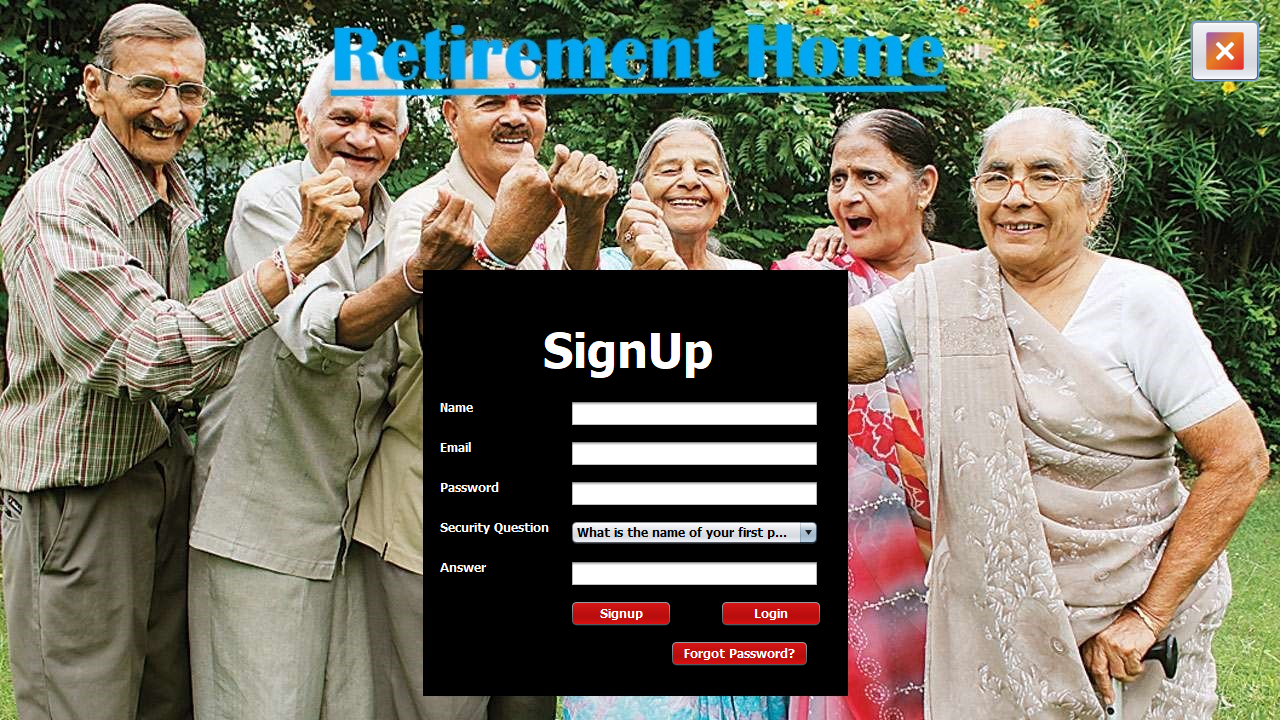 Retirement Home
SignUp
Name
Email
Password
Security Question
What is the name of your first p...
Answer
Signup
Login
Forgot Password?